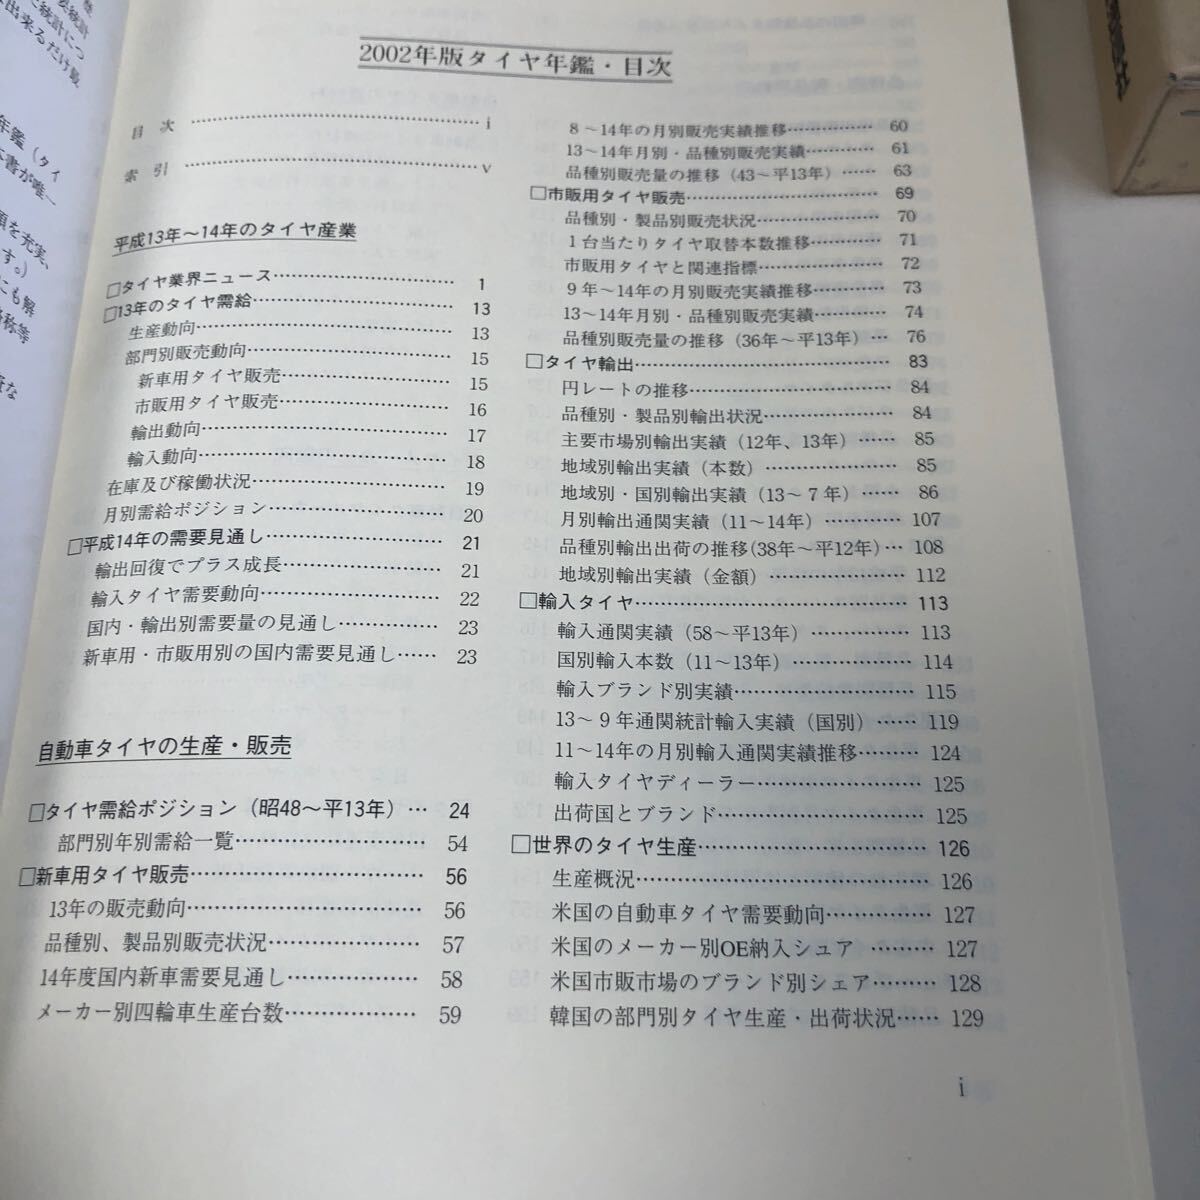 2002年版タイヤ年鑑・目次
目次……i
索引……v
平成13年～14年のタイヤ産業
□タイヤ業界ニュース……1
□13年のタイヤ需給……13
生産動向……13
部門別販売動向……15
新車用タイヤ販売……15
市販用タイヤ販売……16
輸出動向……17
輸入動向……18
在庫及び稼働状況……19
月別需給ポジション……20
□平成14年の需要見通し……21
輸出回復でプラス成長……21
輸入タイヤ需要動向……22
国内・輸出別需要量の見通し……23
新車用・市販用別の国内需要見通し……23
自動車タイヤの生産・販売
□タイヤ需給ポジション（昭48～平13年）…24
部門別年別需給一覧……54
□新車用タイヤ販売……56
13年の販売動向……56
品種別、製品別販売状況……57
14年度国内新車需要見通し……58
メーカー別四輪車生産台数……59
8～14年の月別販売実績推移……60
13～14年月別・品種別販売実績……61
品種別販売量の推移（43～平13年）……63
□市販用タイヤ販売……69
品種別・製品別販売状況……70
1台当たりタイヤ取替本数推移……71
市販用タイヤと関連指標……72
9年～14年の月別販売実績推移……73
13～14年月別・品種別販売実績……74
品種別販売量の推移（36年～平13年）…76
□タイヤ輸出……83
円レートの推移……84
品種別・製品別輸出状況……84
主要市場別輸出実績（12年、13年）……85
地域別輸出実績（本数）……85
地域別・国別輸出実績（13～7年）……86
月別輸出通関実績（11～14年）……107
品種別輸出出荷の推移（38年～平12年）…108
地域別輸出実績（金額）……112
□輸入タイヤ……113
輸入通関実績（58～平13年）……113
国別輸入本数（11～13年）……114
輸入ブランド別実績……115
13～9年通関統計輸入実績（国別）……119
11～14年の月別輸入通関実績推移……124
輸入タイヤディーラー……125
出荷国とブランド……125
□世界のタイヤ生産……126
生産概況……126
米国の自動車タイヤ需要動向……127
米国のメーカー別OE納入シュア……127
米国市販市場のブランド別シェア……128
韓国の部門別タイヤ生産・出荷状況……129
i